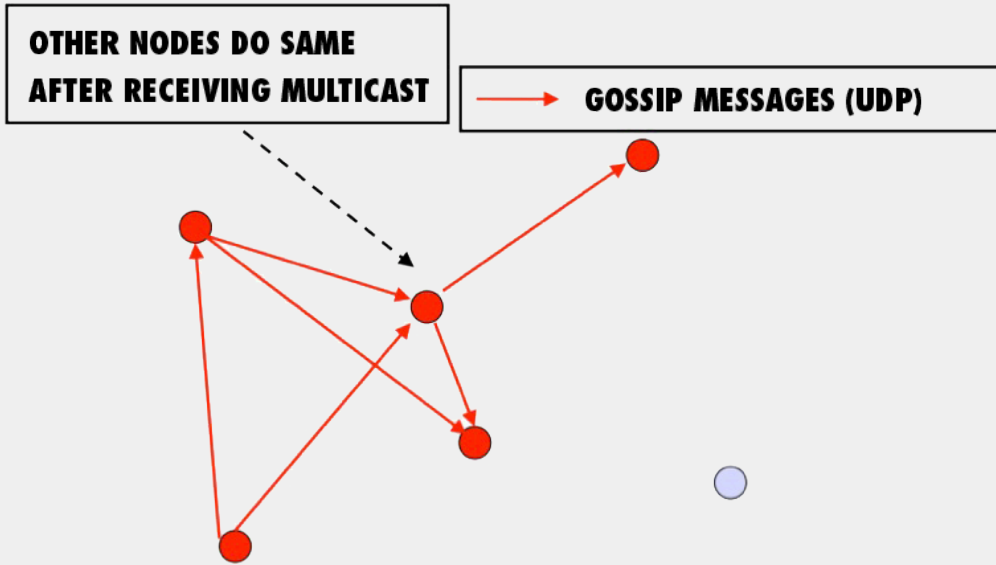 OTHER NODES DO SAME
AFTER RECEIVING MULTICAST
GOSSIP MESSAGES (UDP)